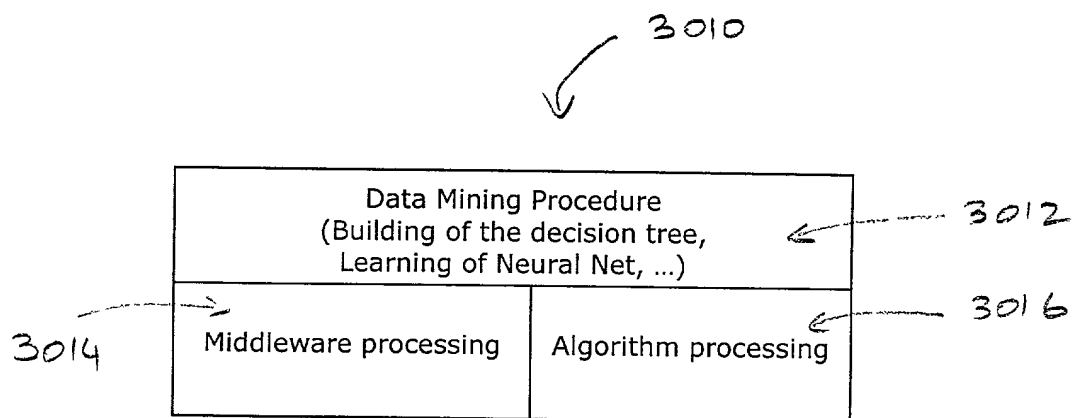 3010
Data Mining Procedure
(Building of the decision tree,
Learning of Neural Net, ...)
3012
3016
3014
Middleware processing
Algorithm processing